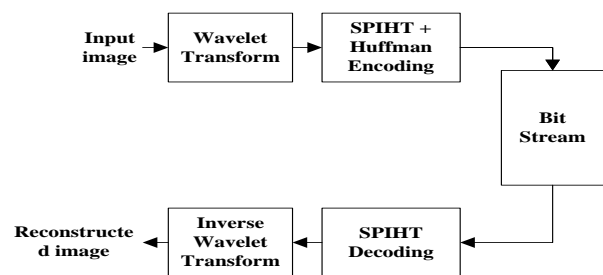 Input
image
Wavelet
Transform
SPIHT +
Huffman
Encoding
Bit
Stream
SPIHT
Decoding
Inverse
Wavelet
Transform
Reconstructe
d image